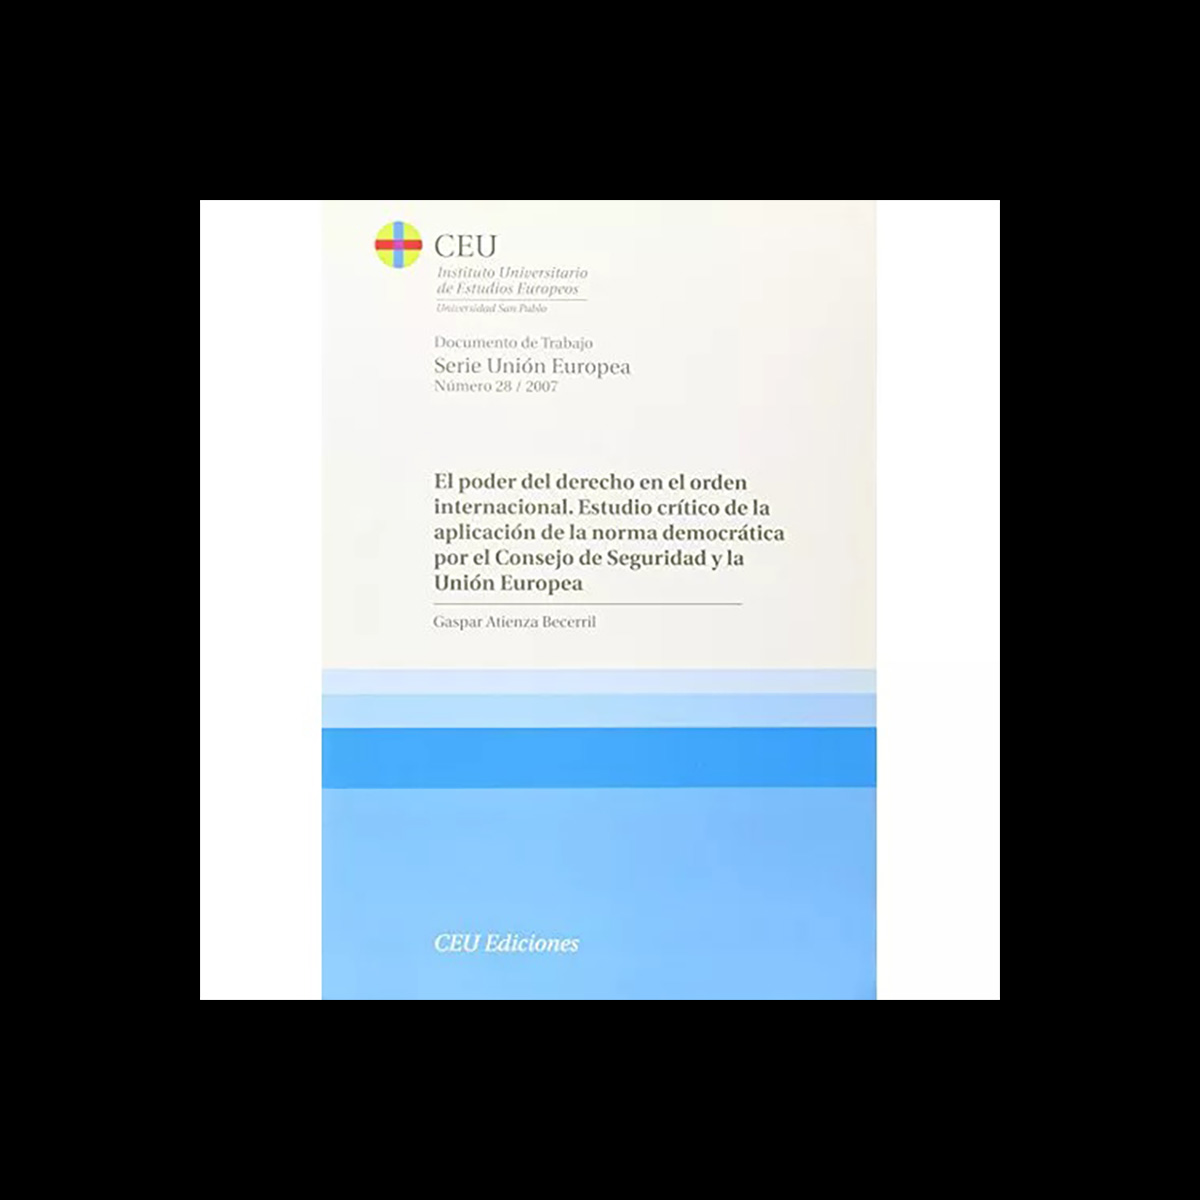 CEU
Instituto Universitario
de Estudios Europeos
Universidad San Pablo
Documento de Trabajo
Serie Unión Europea
Número 28 / 2007
El poder del derecho en el orden
internacional. Estudio crítico de la
aplicación de la norma democrática
por el Consejo de Seguridad y la
Unión Europea
Gaspar Atienza Becerril
CEU Ediciones